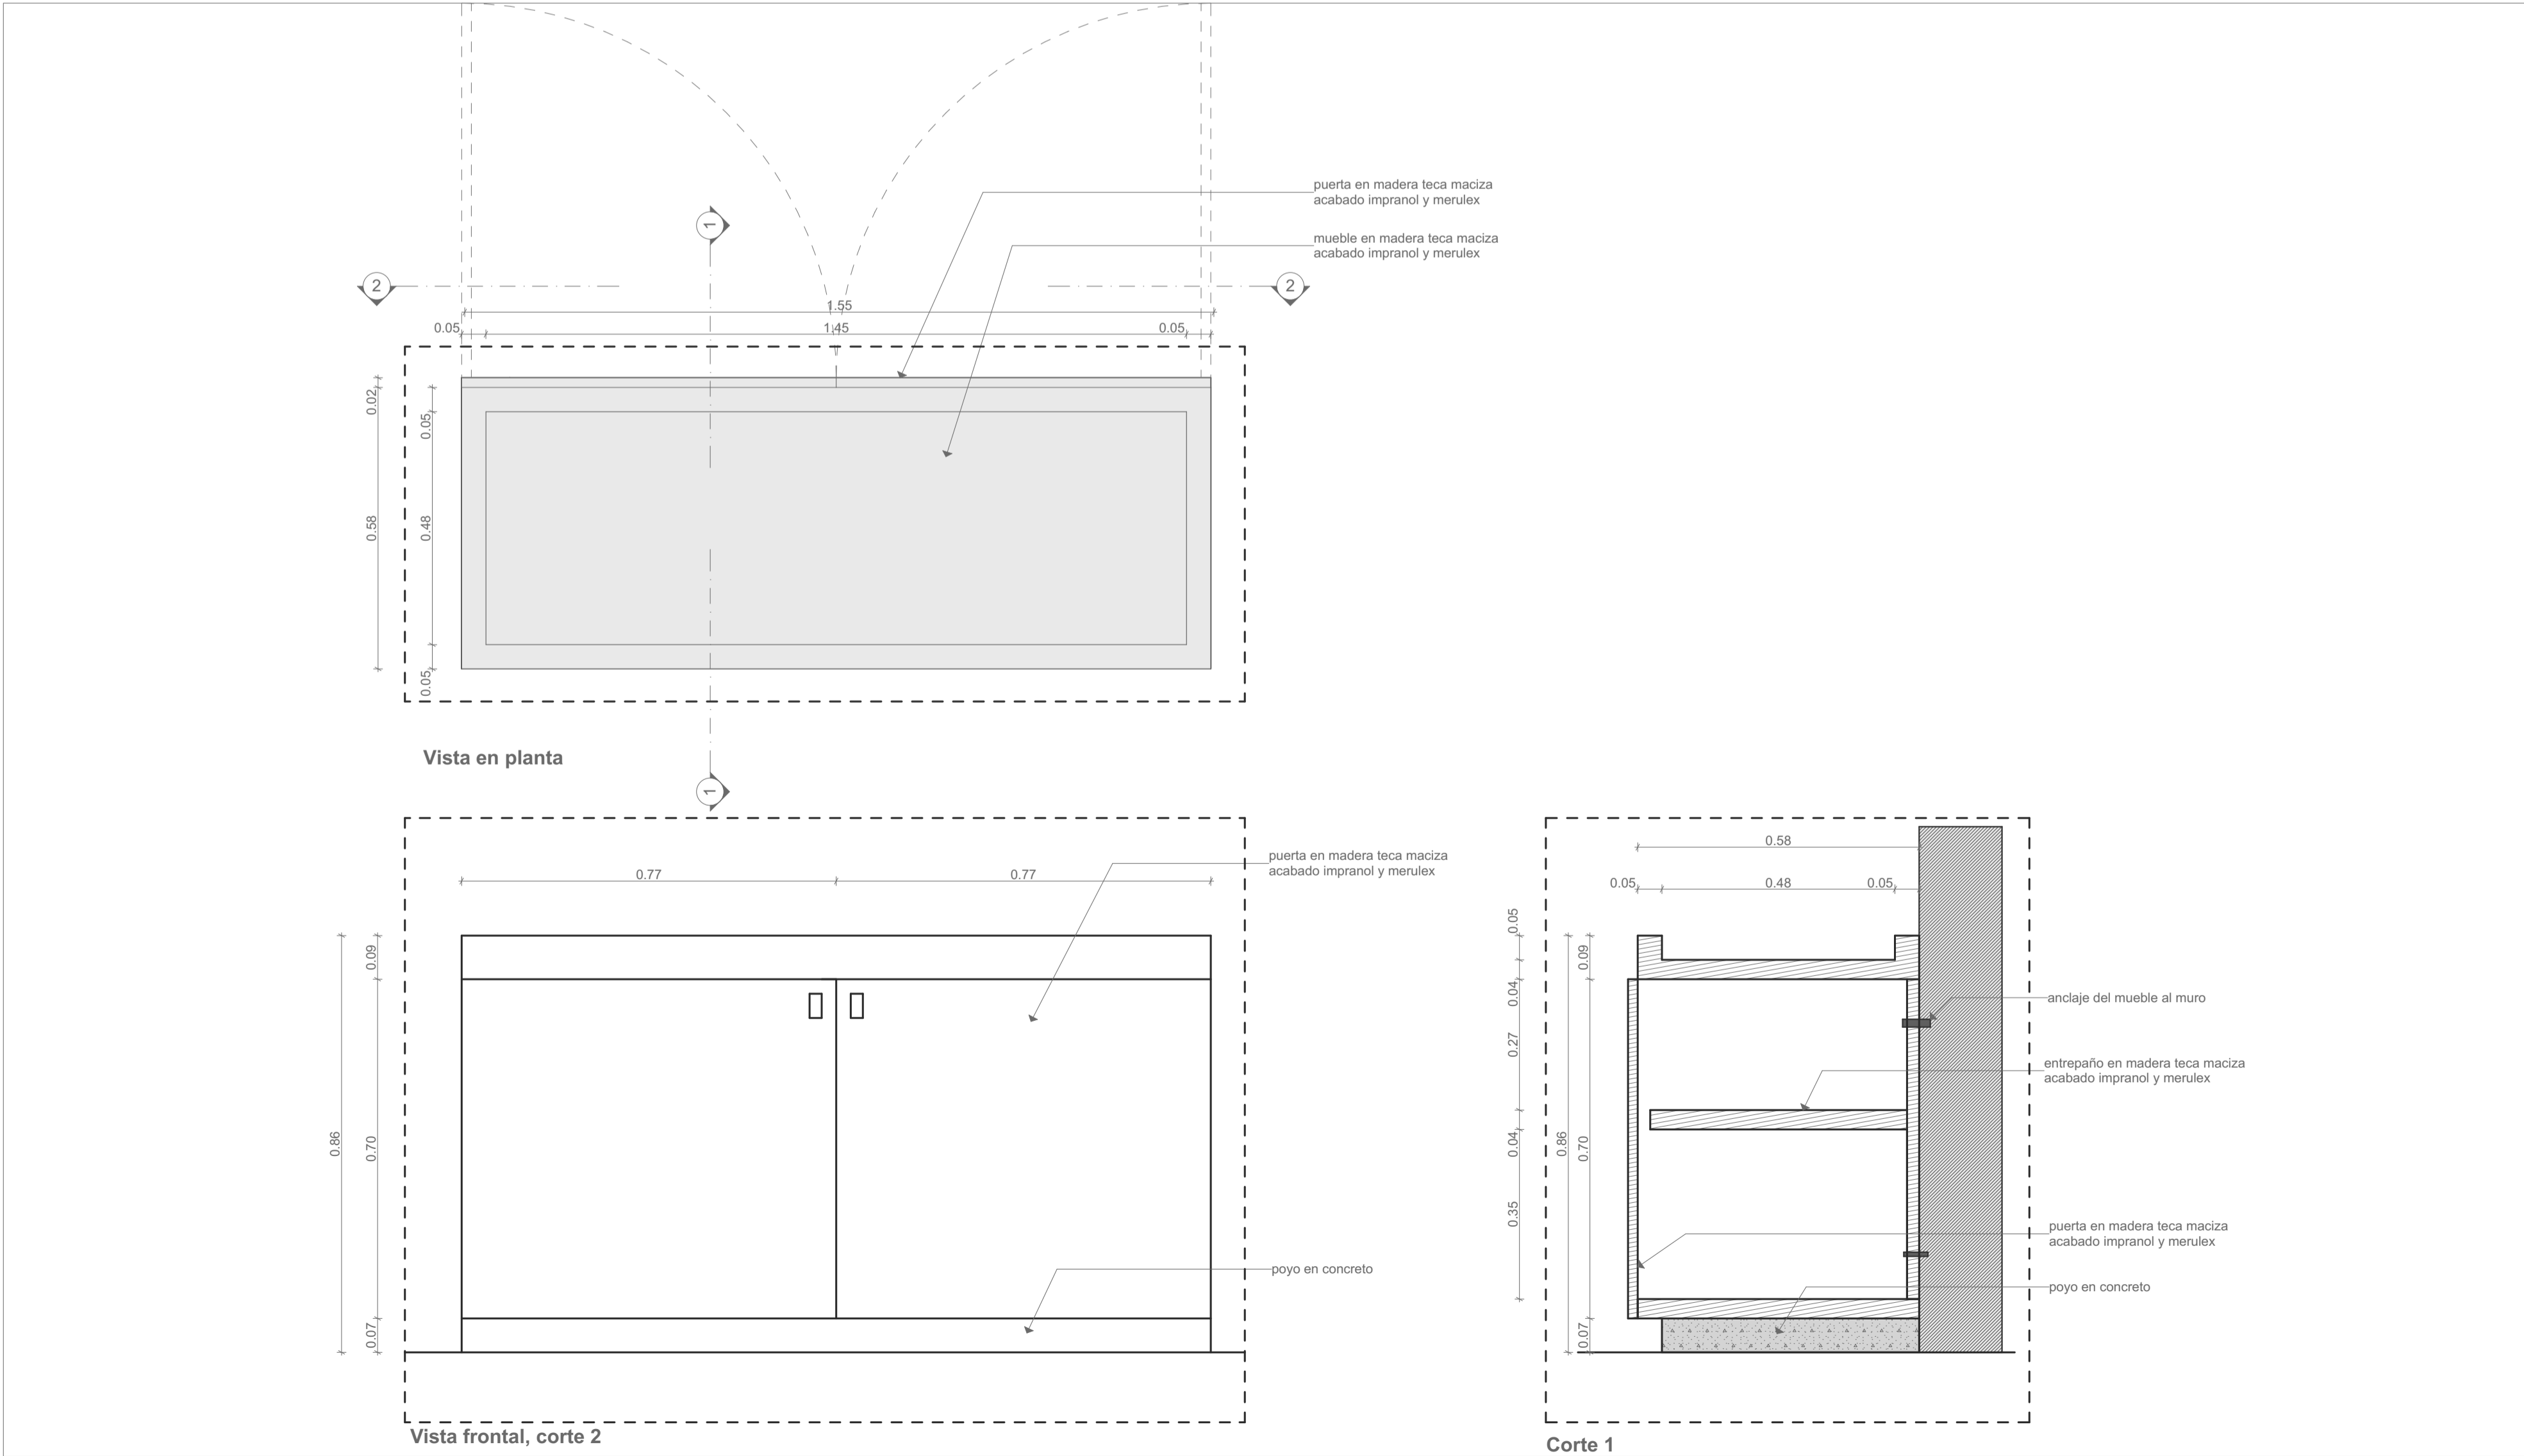 puerta en madera teca maciza
acabado impranol y merulex
mueble en madera teca maciza
acabado impranol y merulex
1
2
2
1.55
0.05
1.45
0.05
0.02
0.05
0.58
0.48
0.05
Vista en planta
1
puerta en madera teca maciza
acabado impranol y merulex
0.77
0.77
0.09
0.86
0.70
0.07
poyo en concreto
Vista frontal, corte 2
0.58
0.05
0.48
0.05
0.05
0.09
0.04
0.27
anclaje del mueble al muro
entrepaño en madera teca maciza
acabado impranol y merulex
0.04
0.86
0.70
0.35
puerta en madera teca maciza
acabado impranol y merulex
poyo en concreto
0.07
Corte 1